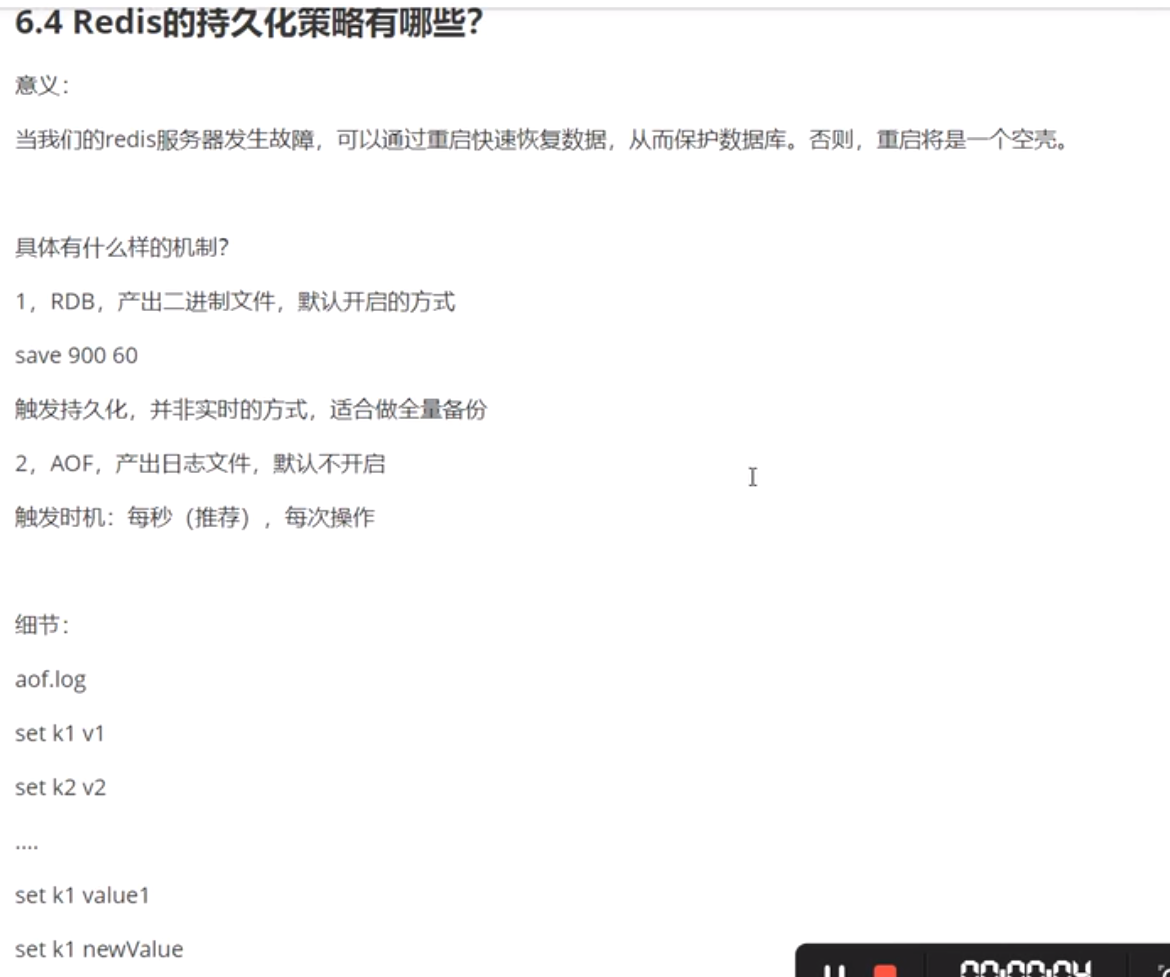 6.4 Redis的持久化策略有哪些?
意义：
当我们的redis服务器发生故障，可以通过重启快速恢复数据，从而保护数据库。否则，重启将是一个空壳。
具体有什么样的机制?
1，RDB，产出二进制文件，默认开启的方式
save 900 60
触发持久化，并非实时的方式，适合做全量备份
2，AOF，产出日志文件，默认不开启
触发时机：每秒（推荐），每次操作
细节：
aof.log
set k1 v1
set k2 v2
....
set k1 value1
set k1 newValue